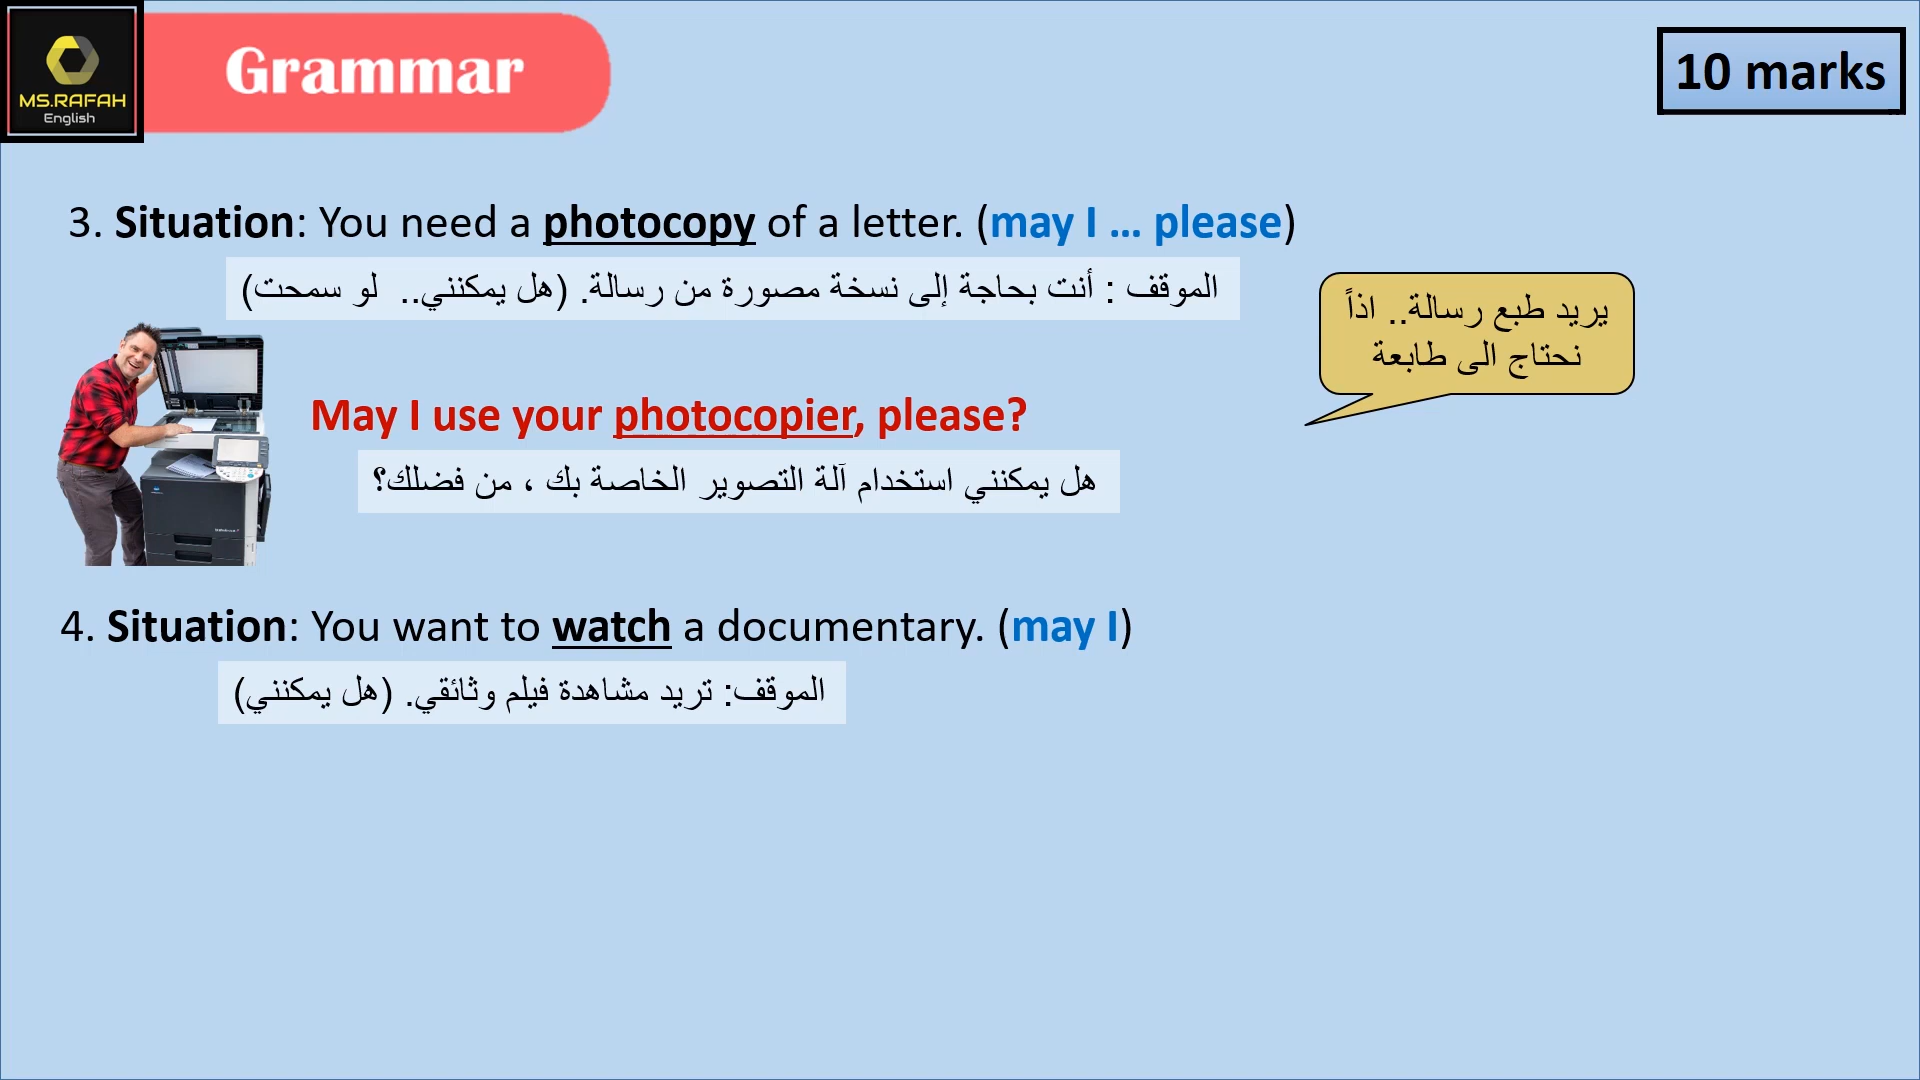 MS.RAFAH
English
Grammar
10 marks
3. Situation: You need a photocopy of a letter. (may I ... please)
الموقف : أنت بحاجة إلى نسخة مصورة من رسالة. (هل يمكنني.. لو سمحت)
يريد طبع رسالة.. اذاً
نحتاج الى طابعة
May I use your photocopier, please?
هل يمكنني استخدام آلة التصوير الخاصة بك ، من فضلك؟
4. Situation: You want to watch a documentary. (may I)
الموقف: تريد مشاهدة فيلم وثائقي. (هل يمكنني)